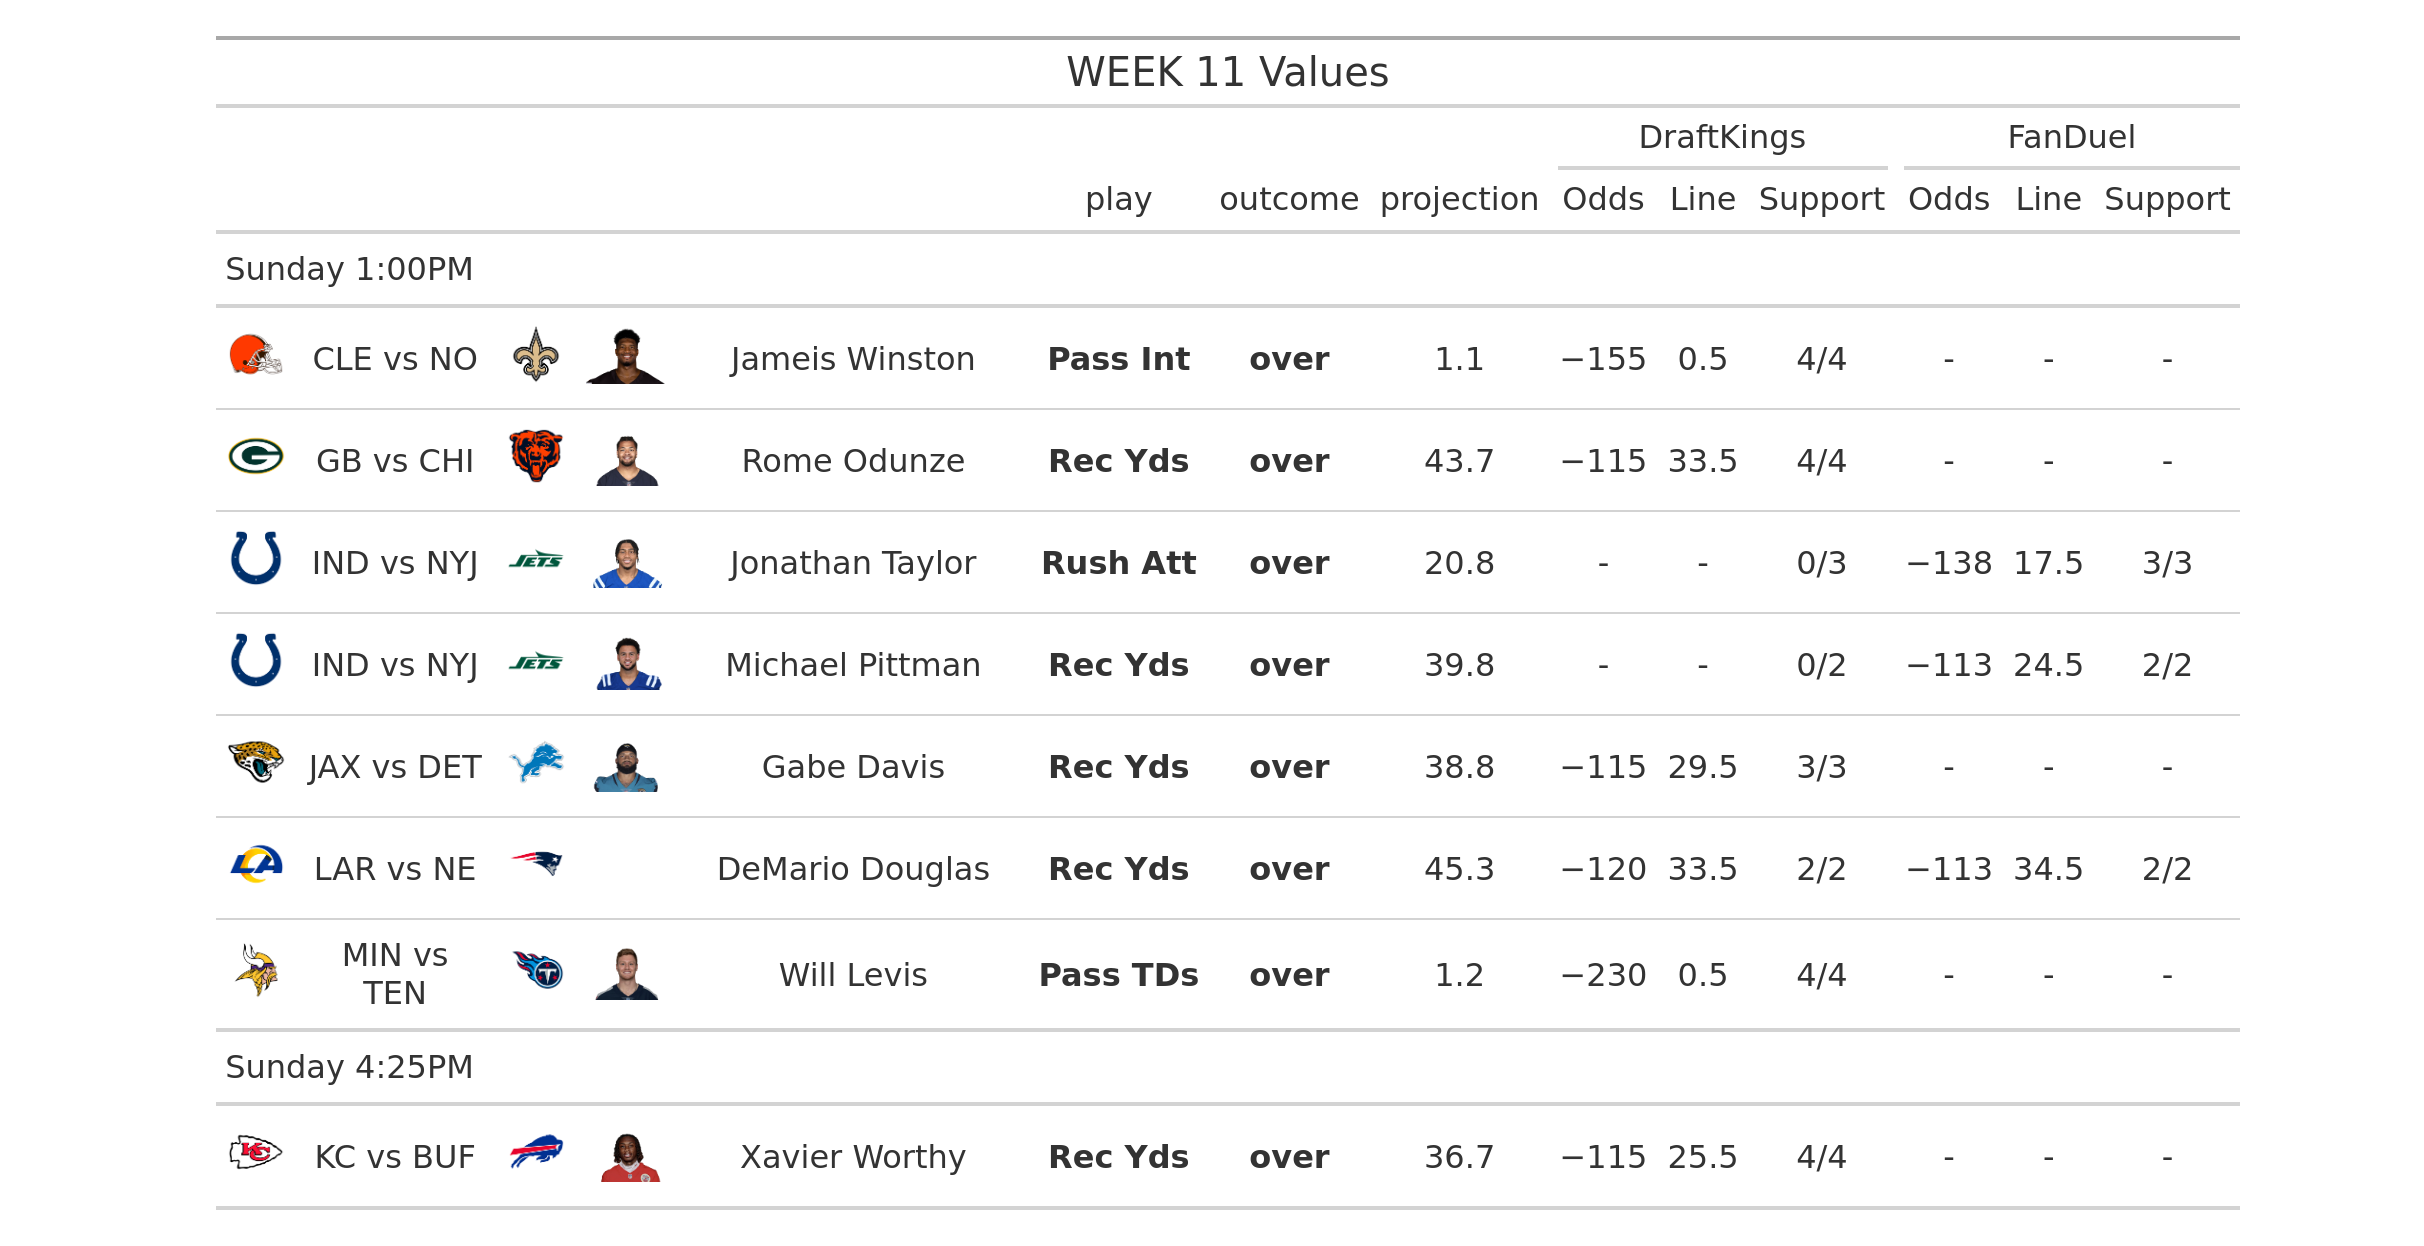 WEEK 11 Values
DraftKings FanDuel
play outcome projection Odds Line Support Odds Line Support
Sunday 1:00PM
CLE vs NO Jameis Winston Pass Int over 1.1 −155 0.5 4/4 - - -
GB vs CHI Rome Odunze Rec Yds over 43.7 −115 33.5 4/4 - - -
IND vs NYJ JETS Jonathan Taylor Rush Att over 20.8 - - 0/3 −138 17.5 3/3
IND vs NYJ JETS Michael Pittman Rec Yds over 39.8 - - 0/2 −113 24.5 2/2
JAX vs DET Gabe Davis Rec Yds over 38.8 −115 29.5 3/3 - - -
LA LAR vs NE DeMario Douglas Rec Yds over 45.3 −120 33.5 2/2 −113 34.5 2/2
MIN vs
TEN Will Levis Pass TDs over 1.2 −230 0.5 4/4 - - -
Sunday 4:25PM
KC KC vs BUF Xavier Worthy Rec Yds over 36.7 −115 25.5 4/4 - - -